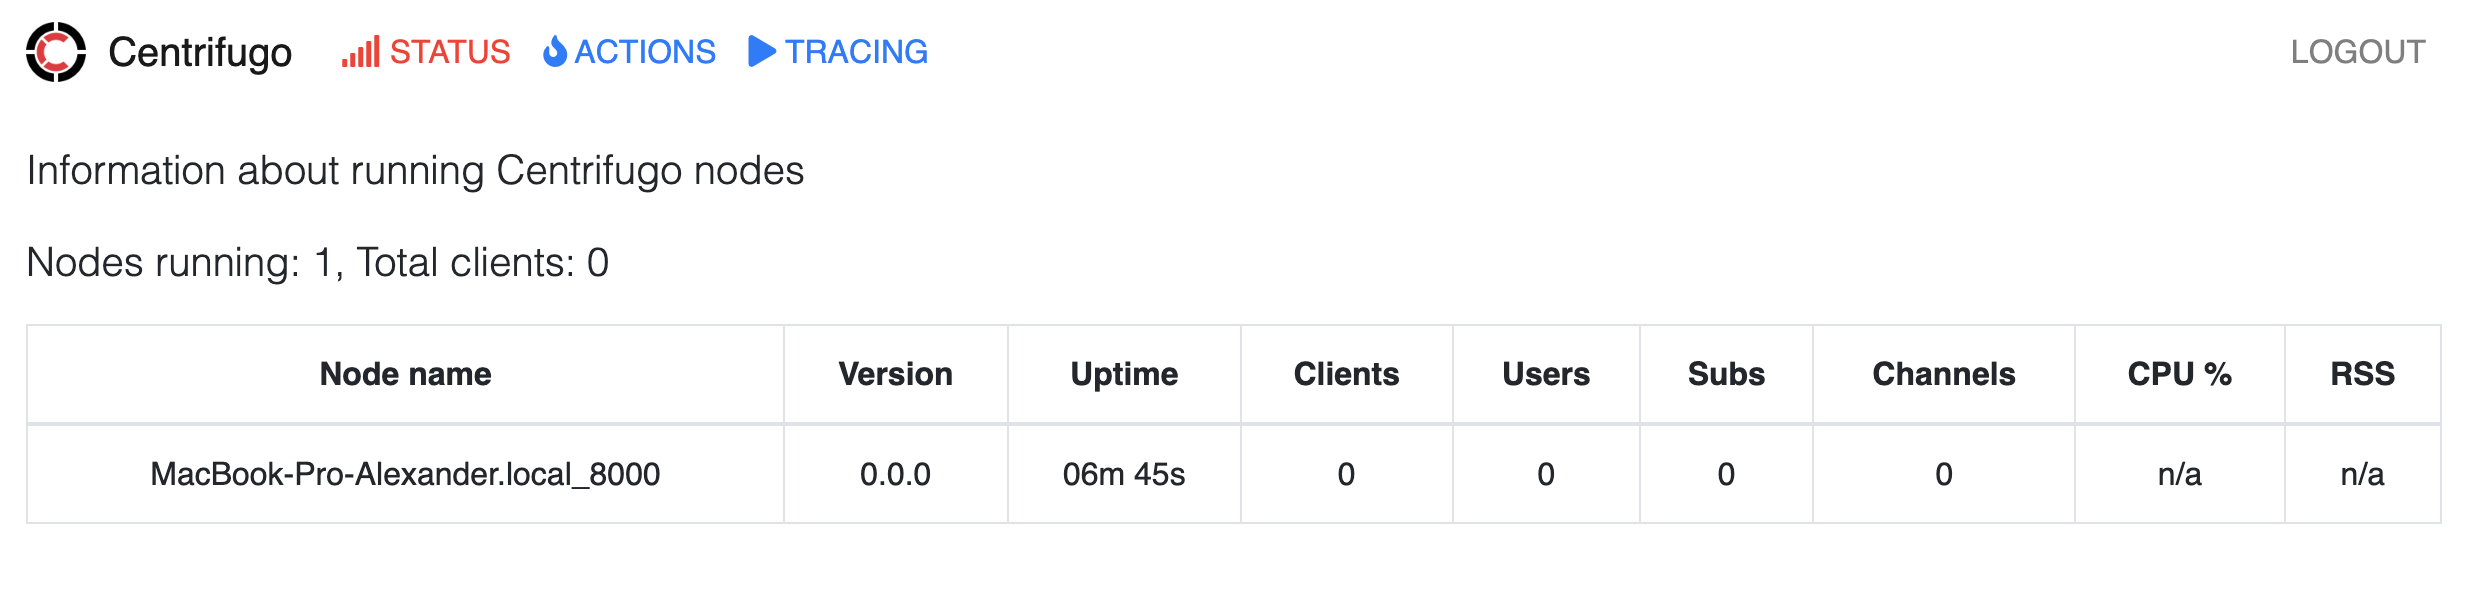 Centrifugo STATUS ACTIONS TRACING LOGOUT
Information about running Centrifugo nodes
Nodes running: 1, Total clients: 0
Node name Version Uptime Clients Users Subs Channels CPU % RSS
MacBook-Pro-Alexander.local_8000 0.0.0 06m 45s 0 0 0 0 n/a n/a